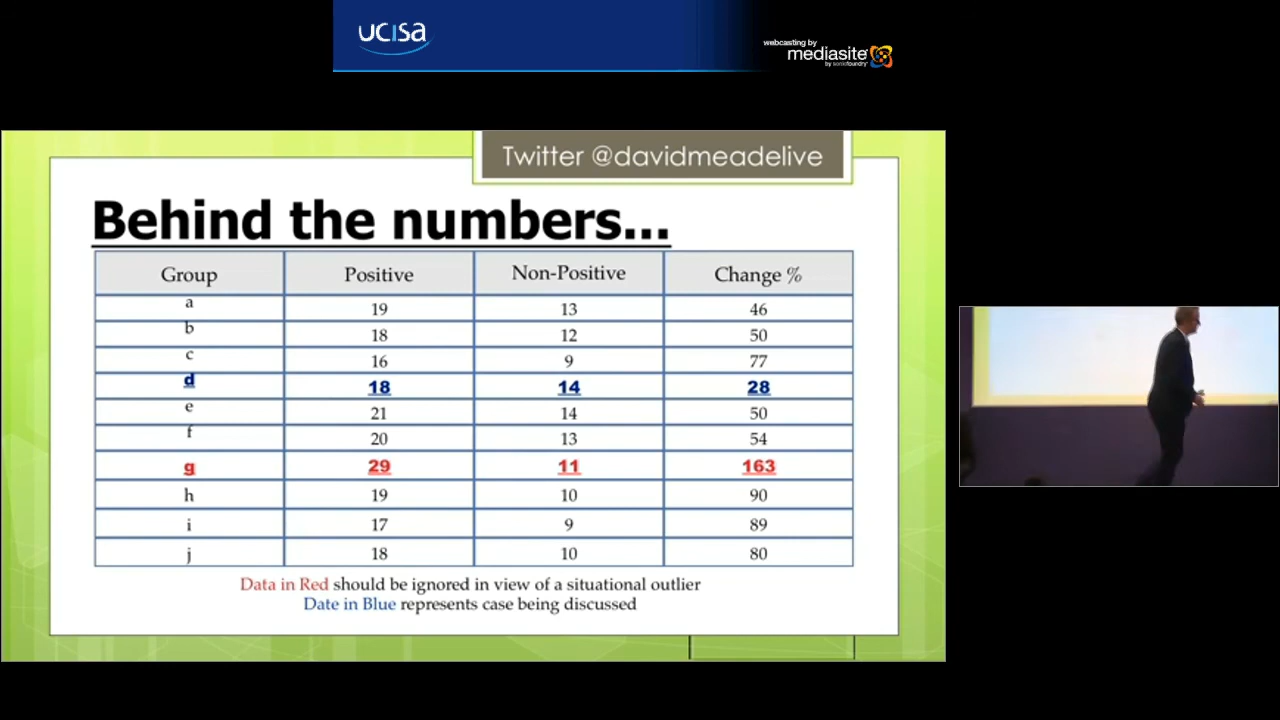 ucisa
webcasting by
mediasite
by sonicfoundry
Twitter @davidmeadelive
Behind the numbers...
Group Positive Non-Positive Change %
a 19 13 46
b 18 12 50
c 16 9 77
d 18 14 28
e 21 14 50
f 20 13 54
g 29 11 163
h 19 10 90
i 17 9 89
j 18 10 80
Data in Red should be ignored in view of a situational outlier
Date in Blue represents case being discussed